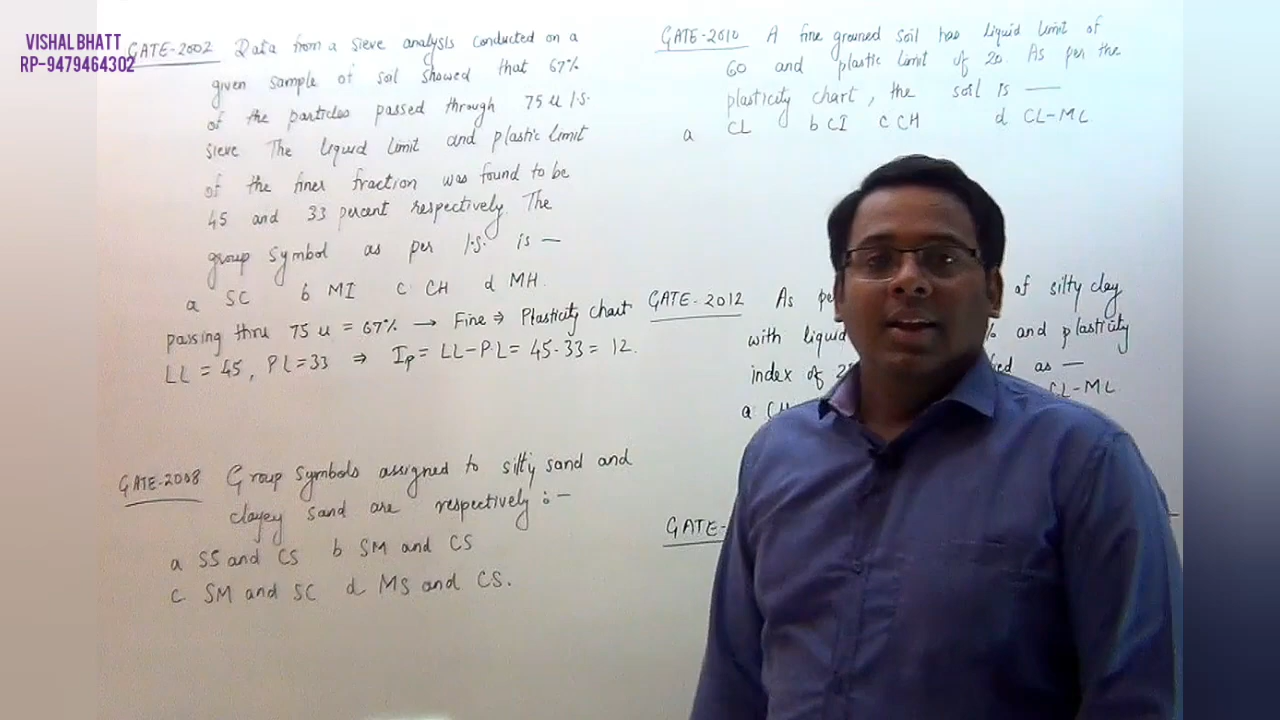 VISHAL BHATT
RP-9479464302
GATE-2002 Data from a sieve analysis conducted on a
given sample of soil showed that 67%
of the particles passed through 75 μ I.S.
sieve The liquid limit and plastic limit
of the finer fraction was found to be
45 and 33 percent respectively. The
group symbol as per I.S. is —
a SC b MI c CH d MH.
passing thru 75 μ = 67% → Fine ⇒ Plasticity chart
LL = 45, PL=33 ⇒ Ip = LL-P.L = 45-33 = 12.
GATE-2008 Group symbols assigned to silty sand and
clayey sand are respectively :-
a SS and CS b SM and CS
c SM and SC d MS and CS.
GATE-2010 A fine grained soil has liquid limit of
60 and plastic limit of 20. As per the
plasticity chart, the soil is —
a CL b CI c CH d CL-ML
GATE-2012 As of silty clay
with % and plasticity
index of as —
a CL-ML
GATE-